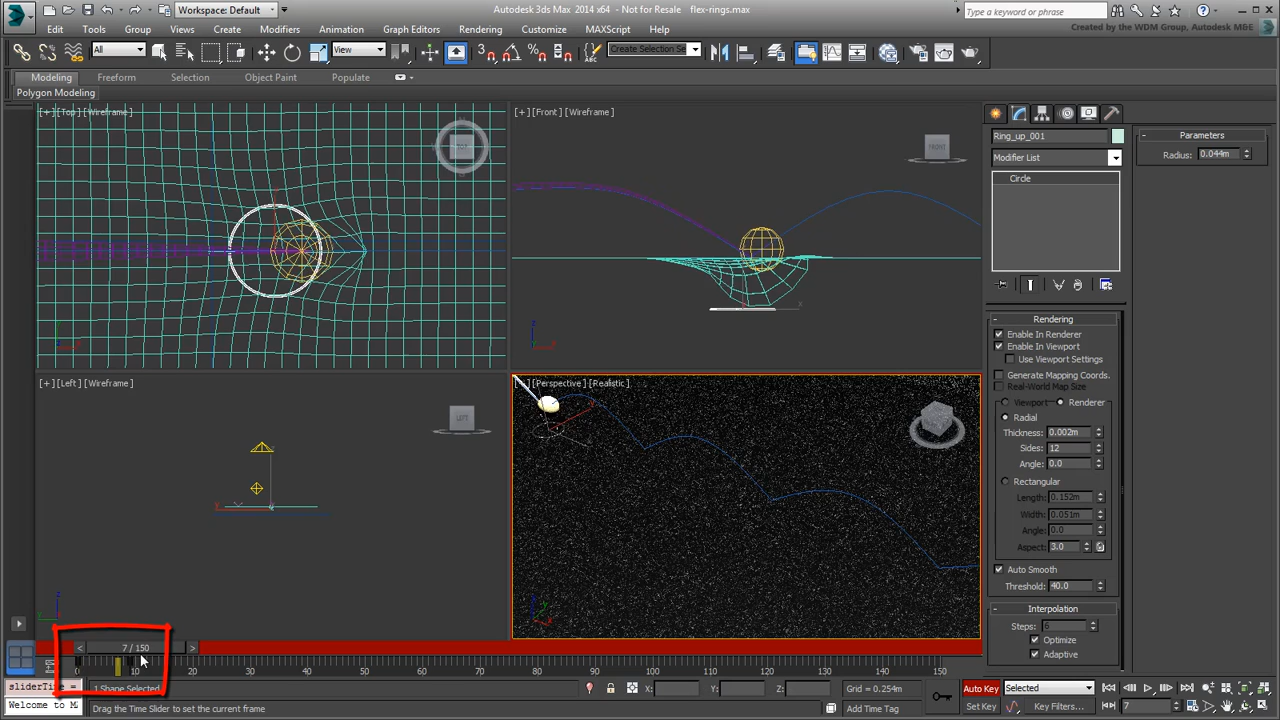 Workspace: Default
Autodesk 3ds Max 2014 x64 - Not for Resale flex-rings.max
Type a keyword or phrase
Edit Tools Group Views Create Modifiers Animation Graph Editors Rendering Customize MAXScript Help
Created by the WDM Group, Autodesk M&E
All
View
Create Selection Se
Modeling Freeform Selection Object Paint Populate
Polygon Modeling
[+] [Top] [Wireframe]
TOP
[+] [Front] [Wireframe]
FRONT
Ring_up_001
Modifier List
Circle
Parameters
Radius: 0.044m
Rendering
Enable In Renderer
Enable In Viewport
Use Viewport Settings
Generate Mapping Coords.
Real-World Map Size
Viewport Renderer
Radial
Thickness: 0.002m
Sides: 12
Angle: 0.0
Rectangular
Length: 0.152m
Width: 0.051m
Angle: 0.0
Aspect: 3.0
Auto Smooth
Threshold: 40.0
Interpolation
Steps: 6
Optimize
Adaptive
[+] [Left] [Wireframe]
LEFT
[+] [Perspective] [Realistic]
7 / 150
10 20 30 40 50 60 70 80 90 100 110 120 130 140 150
sliderTime =
1 Shape Selected
X: Y: Z: Grid = 0.254m
Auto Key Selected
Welcome to M
Drag the Time Slider to set the current frame
Add Time Tag
Set Key Key Filters... 7